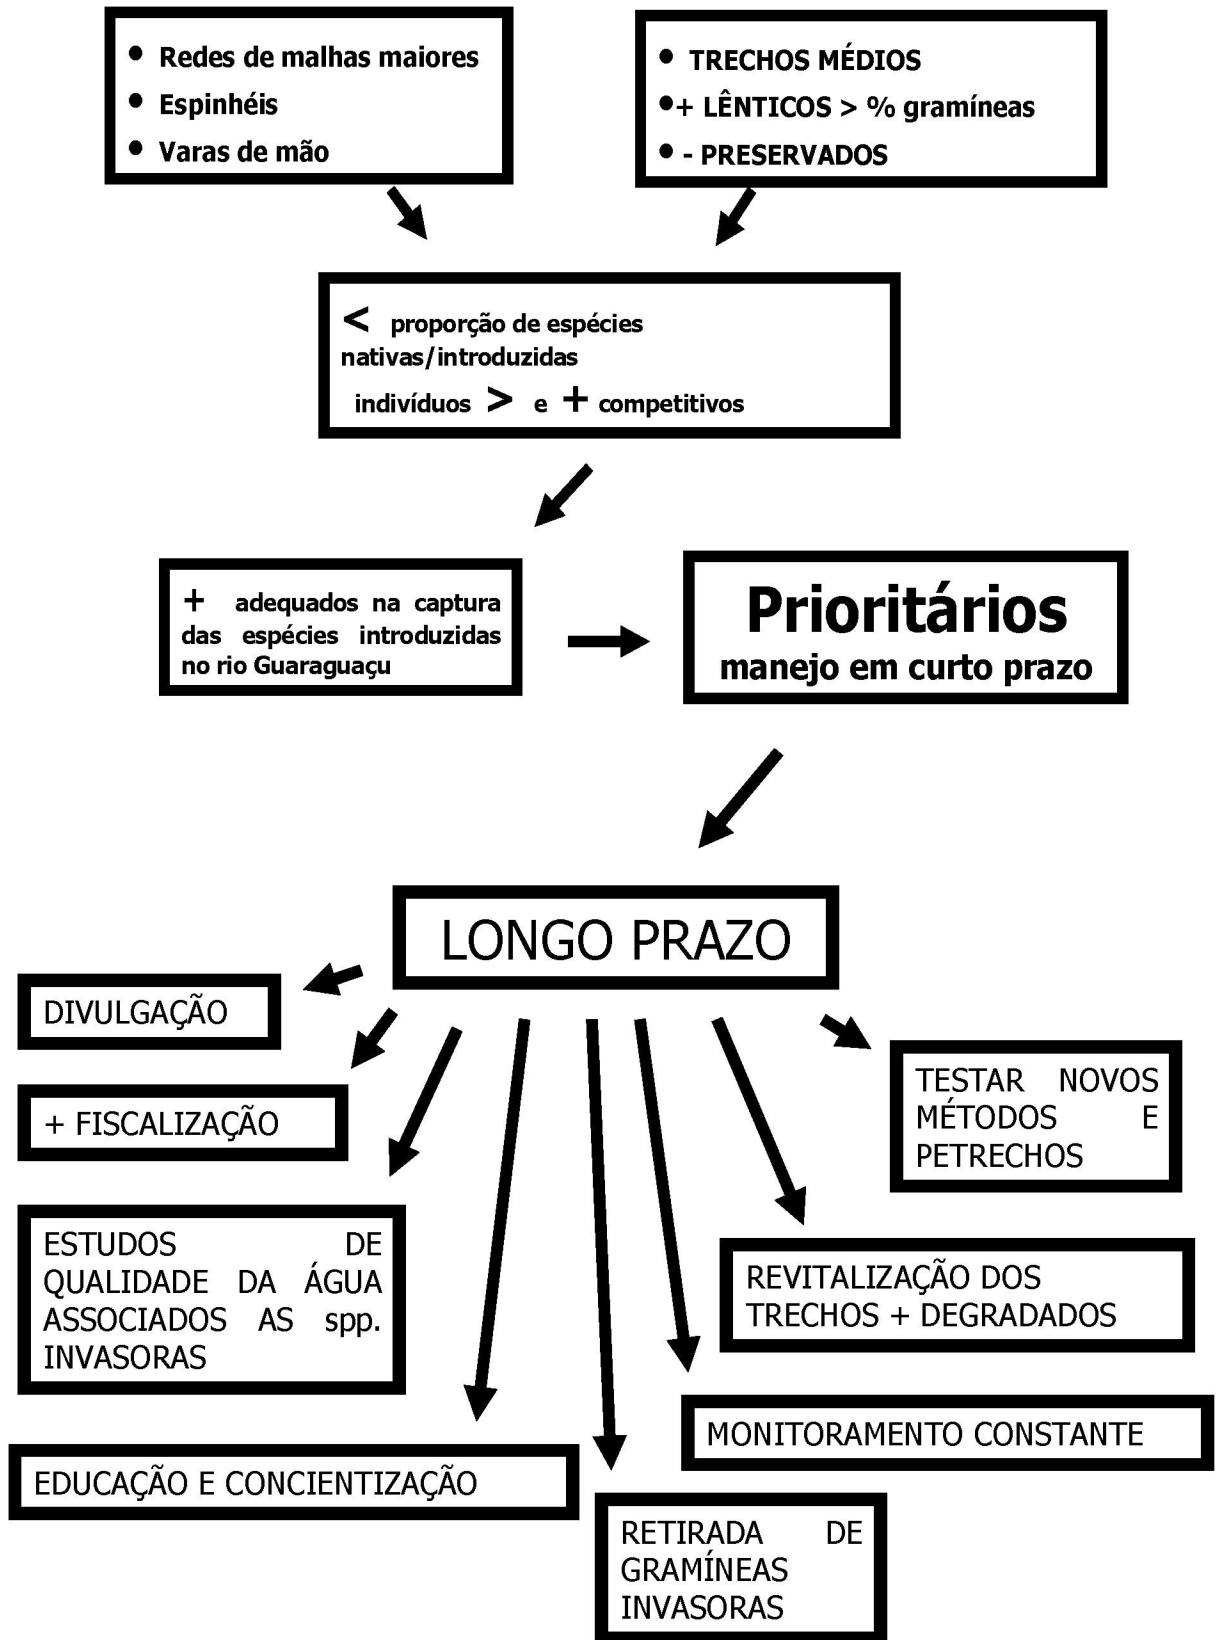 • Redes de malhas maiores
• Espinhéis
• Varas de mão
• TRECHOS MÉDIOS
•+ LÊNTICOS > % gramíneas
• - PRESERVADOS
< proporção de espécies
nativas/introduzidas
indivíduos > e + competitivos
+ adequados na captura
das espécies introduzidas
no rio Guaraguaçu
Prioritários
manejo em curto prazo
LONGO PRAZO
DIVULGAÇÃO
+ FISCALIZAÇÃO
ESTUDOS DE
QUALIDADE DA ÁGUA
ASSOCIADOS AS spp.
INVASORAS
EDUCAÇÃO E CONCIENTIZAÇÃO
RETIRADA DE
GRAMÍNEAS
INVASORAS
MONITORAMENTO CONSTANTE
REVITALIZAÇÃO DOS
TRECHOS + DEGRADADOS
TESTAR NOVOS
MÉTODOS E
PETRECHOS